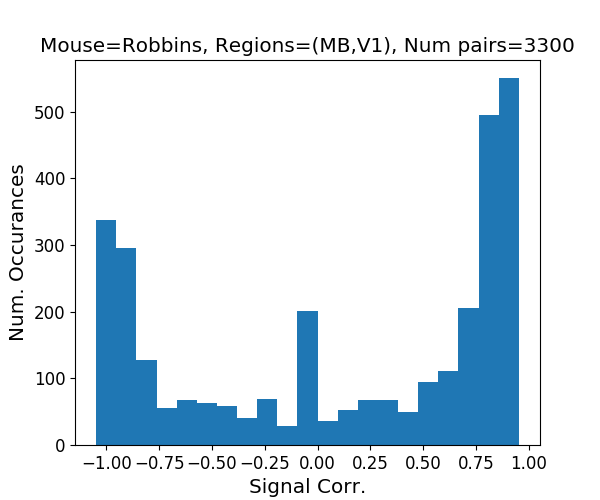 Mouse=Robbins, Regions=(MB,V1), Num pairs=3300
Num. Occurances
500
400
300
200
100
0
−1.00 −0.75 −0.50 −0.25 0.00 0.25 0.50 0.75 1.00
Signal Corr.